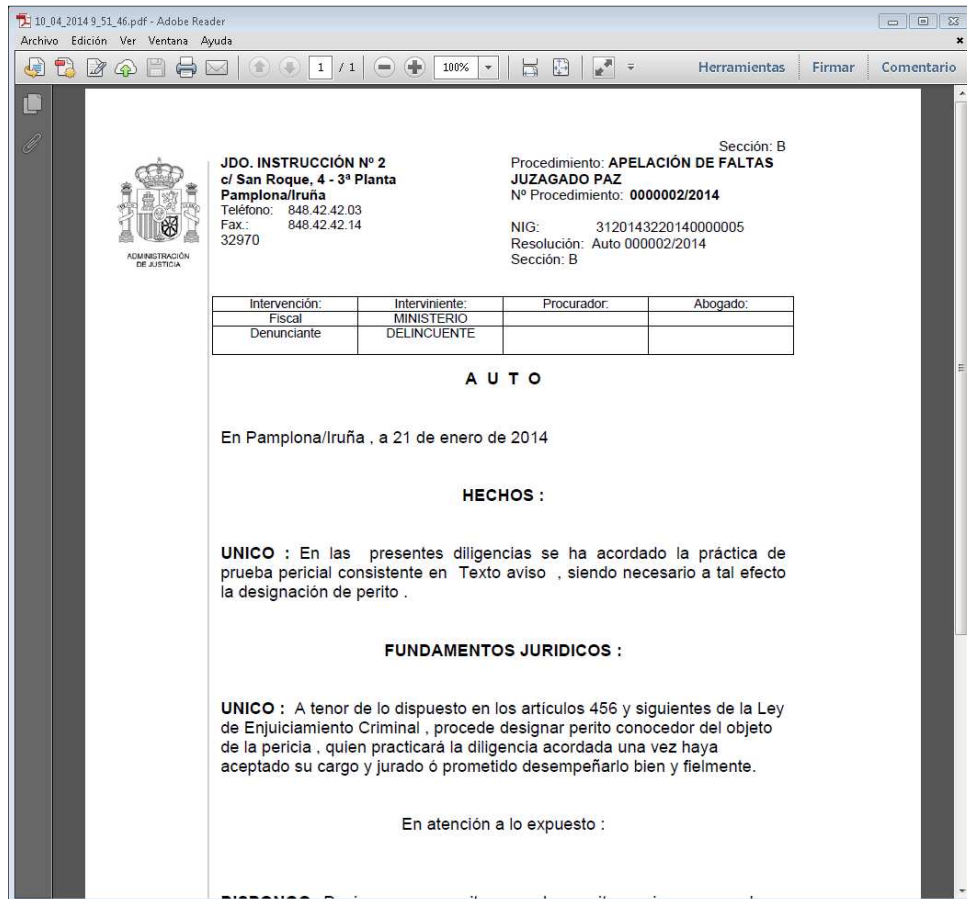 10_04_2014 9_51_46.pdf - Adobe Reader
Archivo Edición Ver Ventana Ayuda
1 / 1 100% Herramientas Firmar Comentario
ADMINISTRACIÓN
DE JUSTICIA
JDO. INSTRUCCIÓN Nº 2
c/ San Roque, 4 - 3ª Planta
Pamplona/Iruña
Teléfono: 848.42.42.03
Fax.: 848.42.42.14
32970
Sección: B
Procedimiento: APELACIÓN DE FALTAS
JUZAGADO PAZ
Nº Procedimiento: 0000002/2014
NIG: 3120143220140000005
Resolución: Auto 000002/2014
Sección: B
Intervención: Interviniente: Procurador: Abogado:
Fiscal MINISTERIO
Denunciante DELINCUENTE
A U T O
En Pamplona/Iruña , a 21 de enero de 2014
HECHOS :
UNICO : En las presentes diligencias se ha acordado la práctica de
prueba pericial consistente en Texto aviso , siendo necesario a tal efecto
la designación de perito .
FUNDAMENTOS JURIDICOS :
UNICO : A tenor de lo dispuesto en los artículos 456 y siguientes de la Ley
de Enjuiciamiento Criminal , procede designar perito conocedor del objeto
de la pericia , quien practicará la diligencia acordada una vez haya
aceptado su cargo y jurado ó prometido desempeñarlo bien y fielmente.
En atención a lo expuesto :